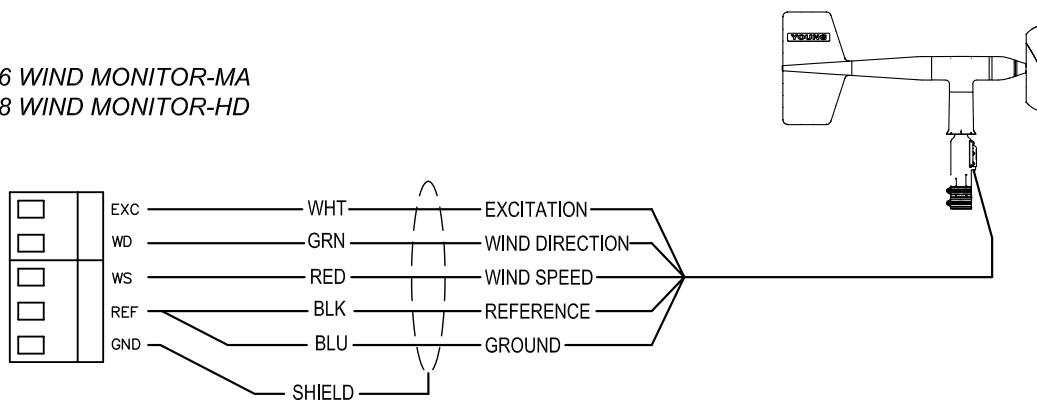 YOUNG
6 WIND MONITOR-MA
8 WIND MONITOR-HD
EXC WHT EXCITATION
WD GRN WIND DIRECTION
WS RED WIND SPEED
REF BLK REFERENCE
GND BLU GROUND
SHIELD